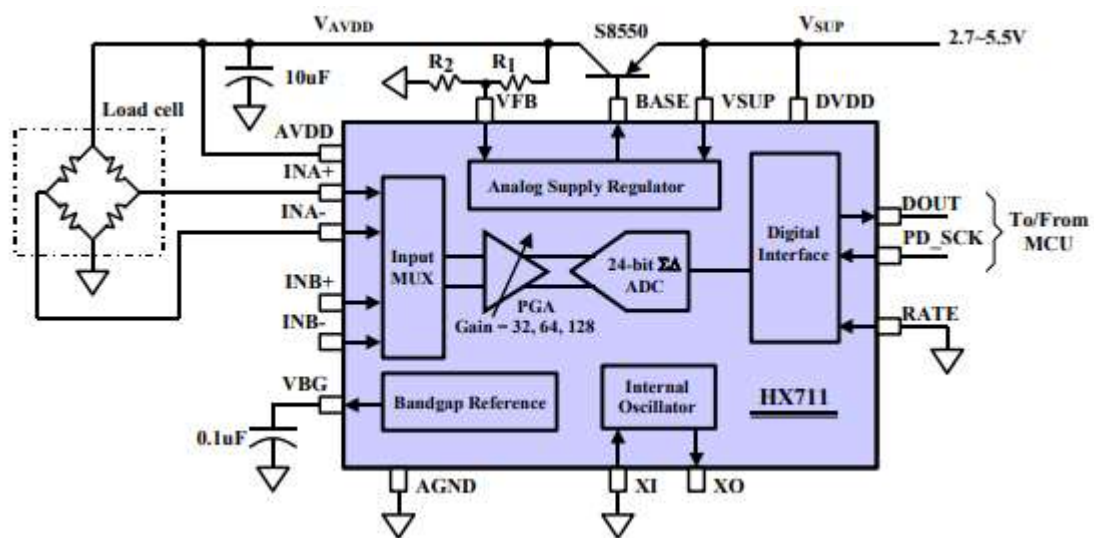 V_AVDD
S8550
V_SUP
2.7~5.5V
R2
R1
10uF
VFB
BASE
VSUP
DVDD
Load cell
AVDD
INA+
INA-
INB+
INB-
VBG
0.1uF
Analog Supply Regulator
Input
MUX
PGA
Gain = 32, 64, 128
24-bit ΣΔ
ADC
Digital
Interface
DOUT
PD_SCK
To/From
MCU
RATE
Bandgap Reference
Internal
Oscillator
HX711
AGND
XI
XO